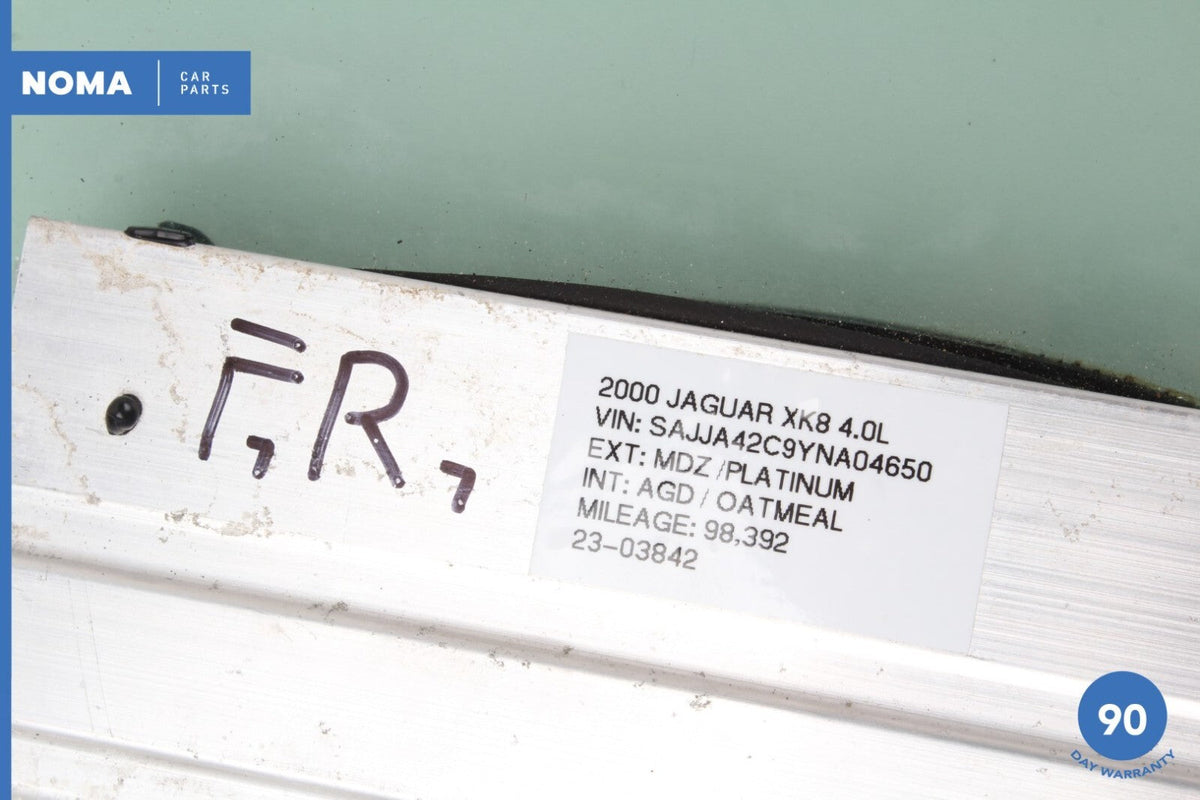 NOMA
CAR
PARTS
F, R,
2000 JAGUAR XK8 4.0L
VIN: SAJJA42C9YNA04650
EXT: MDZ /PLATINUM
INT: AGD / OATMEAL
MILEAGE: 98,392
23-03842
90
DAY WARRANTY